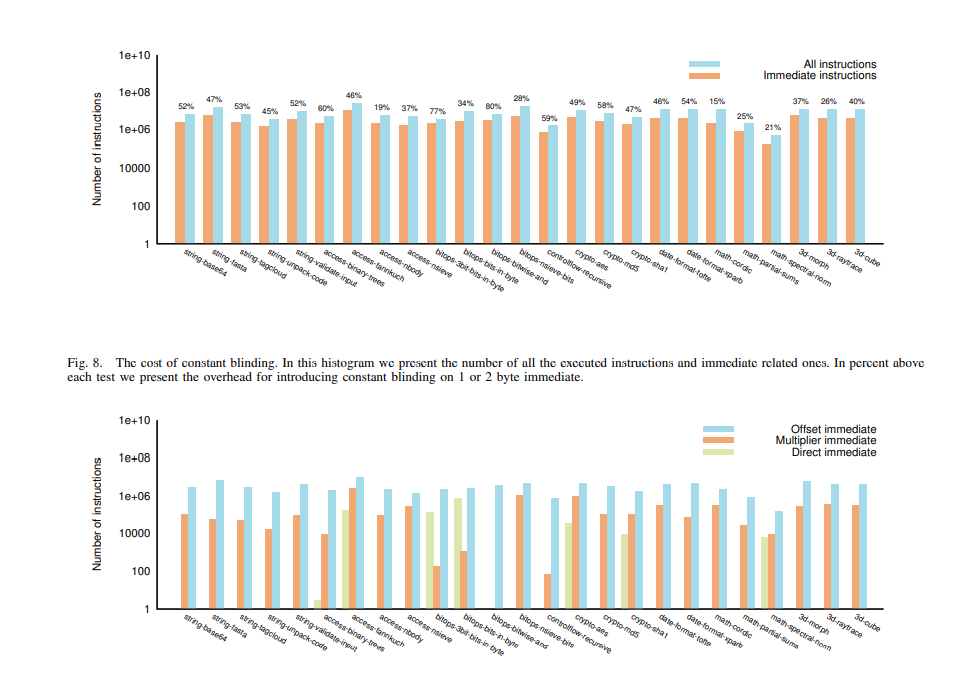 1e+10
1e+08
1e+06
10000
100
1
Number of instructions
All instructions
Immediate instructions
52% 47% 53% 45% 52% 60% 46% 19% 37% 77% 34% 80% 28% 59% 49% 58% 47% 46% 54% 15% 25% 21% 37% 26% 40%
string-base64
string-fasta
string-tagcloud
string-unpack-code
string-validate-input
access-binary-trees
access-fannkuch
access-nbody
access-nsieve
bitops-3bit-bits-in-byte
bitops-bits-in-byte
bitops-bitwise-and
bitops-nsieve-bits
controlflow-recursive
crypto-aes
crypto-md5
crypto-sha1
date-format-tofte
date-format-xparb
math-cordic
math-partial-sums
math-spectral-norm
3d-morph
3d-raytrace
3d-cube
Fig. 8. The cost of constant blinding. In this histogram we present the number of all the executed instructions and immediate related ones. In percent above
each test we present the overhead for introducing constant blinding on 1 or 2 byte immediate.
1e+10
1e+08
1e+06
10000
100
1
Number of instructions
Offset immediate
Multiplier immediate
Direct immediate
string-base64
string-fasta
string-tagcloud
string-unpack-code
string-validate-input
access-binary-trees
access-fannkuch
access-nbody
access-nsieve
bitops-3bit-bits-in-byte
bitops-bits-in-byte
bitops-bitwise-and
bitops-nsieve-bits
controlflow-recursive
crypto-aes
crypto-md5
crypto-sha1
date-format-tofte
date-format-xparb
math-cordic
math-partial-sums
math-spectral-norm
3d-morph
3d-raytrace
3d-cube